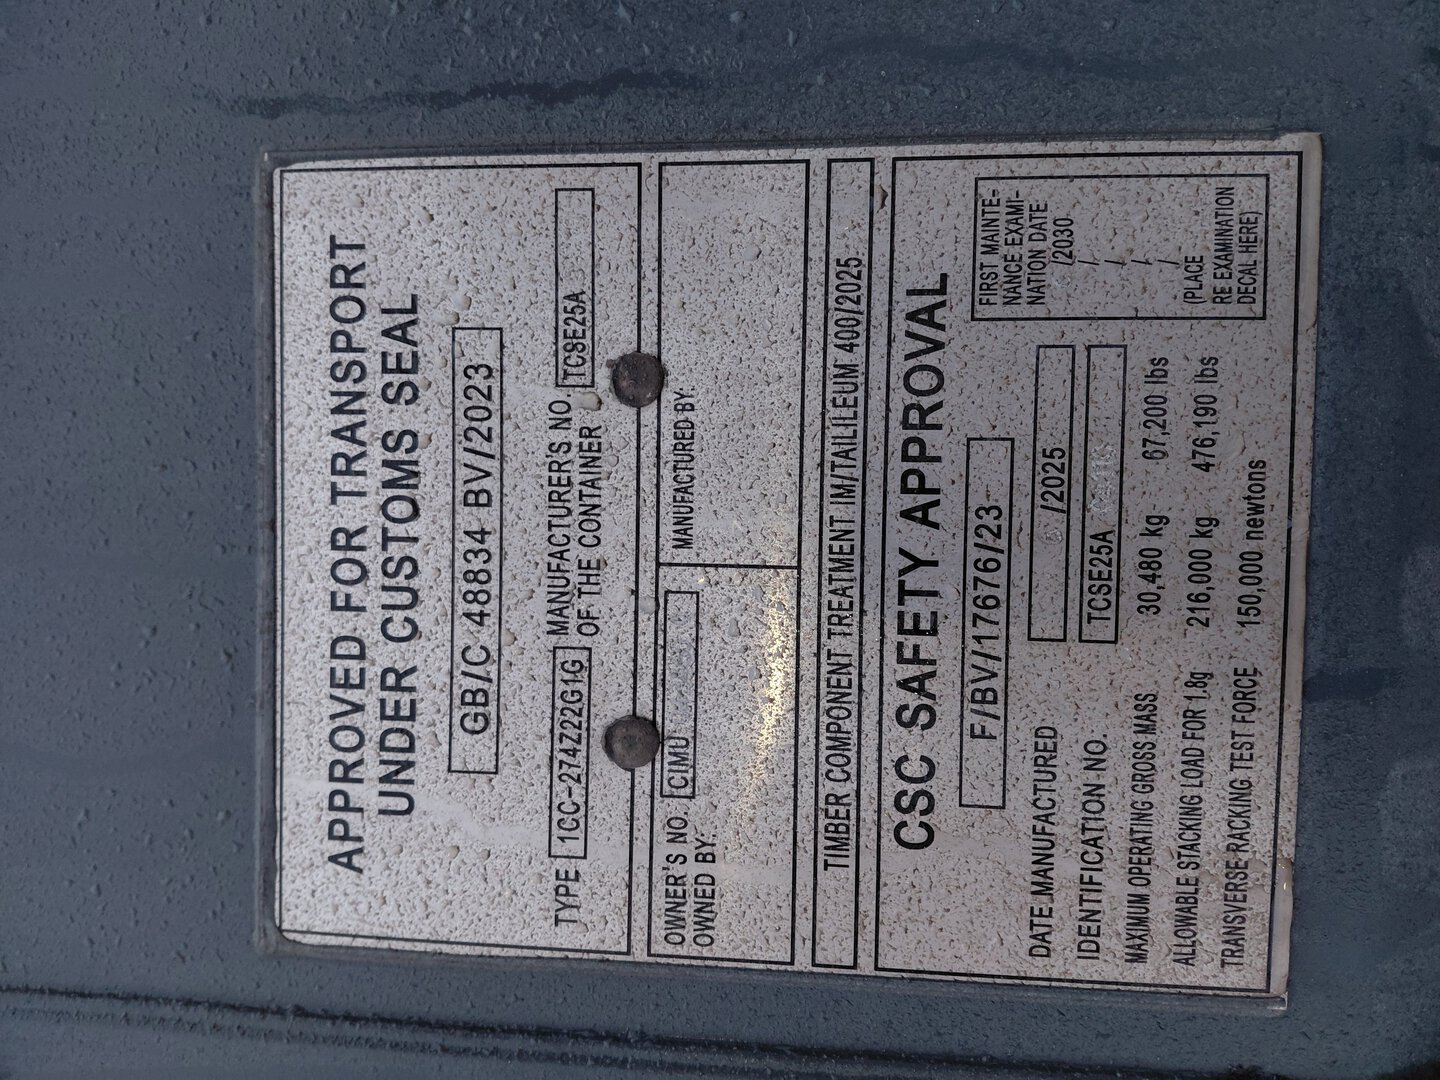 APPROVED FOR TRANSPORT
UNDER CUSTOMS SEAL
GB/C 48834 BV/2023
TYPE 1CC-274Z22G1G MANUFACTURER'S NO. OF THE CONTAINER TCSE25A
OWNER'S NO. CIMU
OWNED BY:
MANUFACTURED BY:
TIMBER COMPONENT TREATMENT IM/TAILILEUM 400/2025
CSC SAFETY APPROVAL
F/BV/17676/23
DATE MANUFACTURED /2025
IDENTIFICATION NO. TCSE25A
MAXIMUM OPERATING GROSS MASS 30,480 kg 67,200 lbs
ALLOWABLE STACKING LOAD FOR 1.8g 216,000 kg 476,190 lbs
TRANSVERSE RACKING TEST FORCE 150,000 newtons
FIRST MAINTE-
NANCE EXAMI-
NATION DATE
/2030
/
/
/
/
(PLACE
RE EXAMINATION
DECAL HERE)